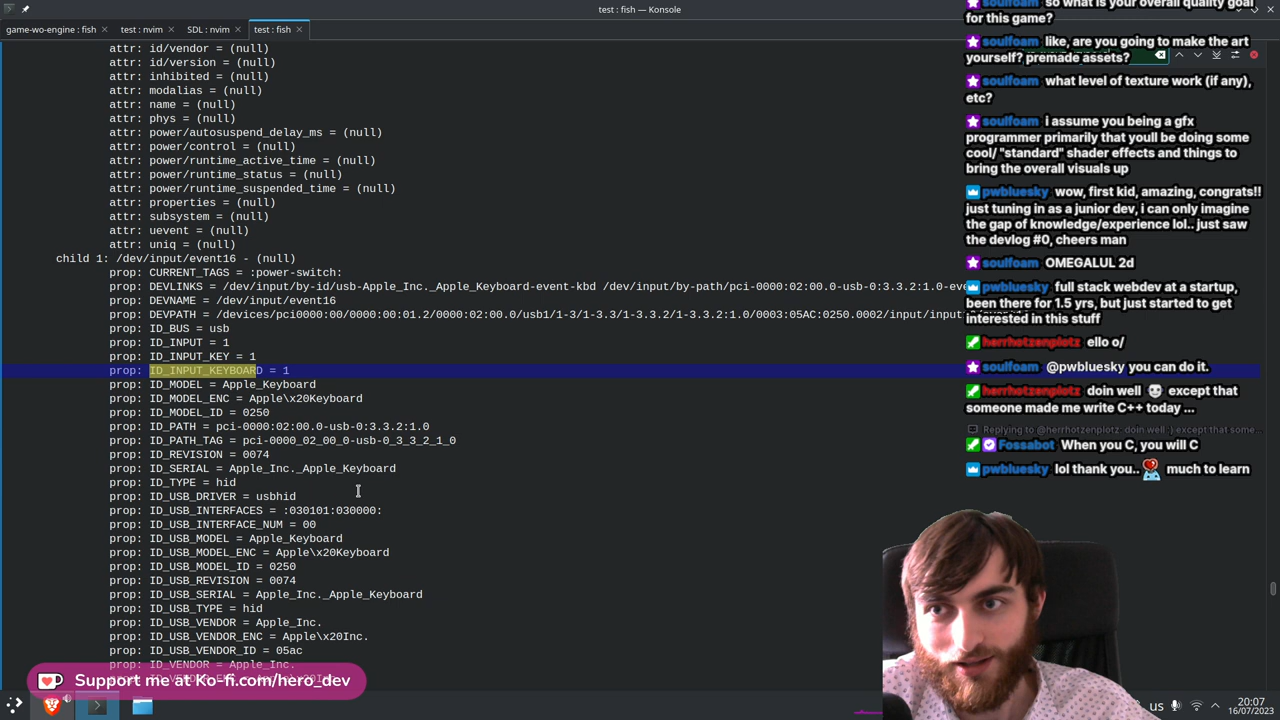 test : fish — Konsole
game-wo-engine : fish
test : nvim
SDL : nvim
test : fish
attr: id/vendor = (null)
attr: id/version = (null)
attr: inhibited = (null)
attr: modalias = (null)
attr: name = (null)
attr: phys = (null)
attr: power/autosuspend_delay_ms = (null)
attr: power/control = (null)
attr: power/runtime_active_time = (null)
attr: power/runtime_status = (null)
attr: power/runtime_suspended_time = (null)
attr: properties = (null)
attr: subsystem = (null)
attr: uevent = (null)
attr: uniq = (null)
child 1: /dev/input/event16 - (null)
prop: CURRENT_TAGS = :power-switch:
prop: DEVLINKS = /dev/input/by-id/usb-Apple_Inc._Apple_Keyboard-event-kbd /dev/input/by-path/pci-0000:02:00.0-usb-0:3.3.2:1.0-eve
prop: DEVNAME = /dev/input/event16
prop: DEVPATH = /devices/pci0000:00/0000:00:01.2/0000:02:00.0/usb1/1-3/1-3.3/1-3.3.2/1-3.3.2:1.0/0003:05AC:0250.0002/input/input
prop: ID_BUS = usb
prop: ID_INPUT = 1
prop: ID_INPUT_KEY = 1
prop: ID_INPUT_KEYBOARD = 1
prop: ID_MODEL = Apple_Keyboard
prop: ID_MODEL_ENC = Apple\x20Keyboard
prop: ID_MODEL_ID = 0250
prop: ID_PATH = pci-0000:02:00.0-usb-0:3.3.2:1.0
prop: ID_PATH_TAG = pci-0000_02_00_0-usb-0_3_3_2_1_0
prop: ID_REVISION = 0074
prop: ID_SERIAL = Apple_Inc._Apple_Keyboard
prop: ID_TYPE = hid
prop: ID_USB_DRIVER = usbhid
prop: ID_USB_INTERFACES = :030101:030000:
prop: ID_USB_INTERFACE_NUM = 00
prop: ID_USB_MODEL = Apple_Keyboard
prop: ID_USB_MODEL_ENC = Apple\x20Keyboard
prop: ID_USB_MODEL_ID = 0250
prop: ID_USB_REVISION = 0074
prop: ID_USB_SERIAL = Apple_Inc._Apple_Keyboard
prop: ID_USB_TYPE = hid
prop: ID_USB_VENDOR = Apple_Inc.
prop: ID_USB_VENDOR_ENC = Apple\x20Inc.
prop: ID_USB_VENDOR_ID = 05ac
prop: ID_VENDOR = Apple_Inc.
Support me at Ko-fi.com/hero_dev
soulfoam so what is your overall quality goal
for this game?
soulfoam like, are you going to make the art
yourself? premade assets?
soulfoam what level of texture work (if any),
etc?
soulfoam i assume you being a gfx
programmer primarily that youll be doing some
cool/ "standard" shader effects and things to
bring the overall visuals up
pwbluesky wow, first kid, amazing, congrats!!
just tuning in as a junior dev, i can only imagine
the gap of knowledge/experience lol.. just saw
the devlog #0, cheers man
soulfoam OMEGALUL 2d
pwbluesky full stack webdev at a startup,
been there for 1.5 yrs, but just started to get
interested in this stuff
herrhotzenplotz ello o/
soulfoam @pwbluesky you can do it.
herrhotzenplotz doin well except that
someone made me write C++ today ...
Replying to @herrhotzenplotz: doin well :) except that some...
Fossabot When you C, you will C
pwbluesky lol thank you.. much to learn
us
20:07
16/07/2023